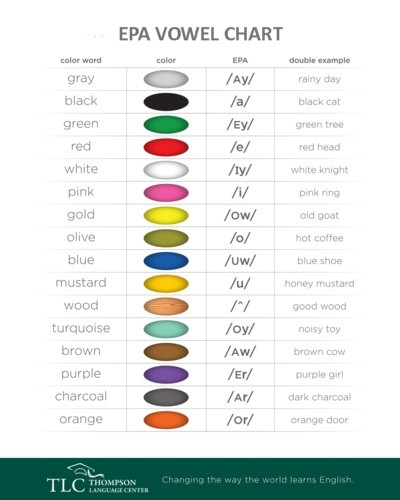 EPA VOWEL CHART
color word color EPA double example
gray /Ay/ rainy day
black /a/ black cat
green /Ey/ green tree
red /e/ red head
white /Iy/ white knight
pink /i/ pink ring
gold /Ow/ old goat
olive /o/ hot coffee
blue /Uw/ blue shoe
mustard /u/ honey mustard
wood /^/ good wood
turquoise /Oy/ noisy toy
brown /Aw/ brown cow
purple /Er/ purple girl
charcoal /Ar/ dark charcoal
orange /Or/ orange door
TLC THOMPSON
LANGUAGE CENTER
Changing the way the world learns English.